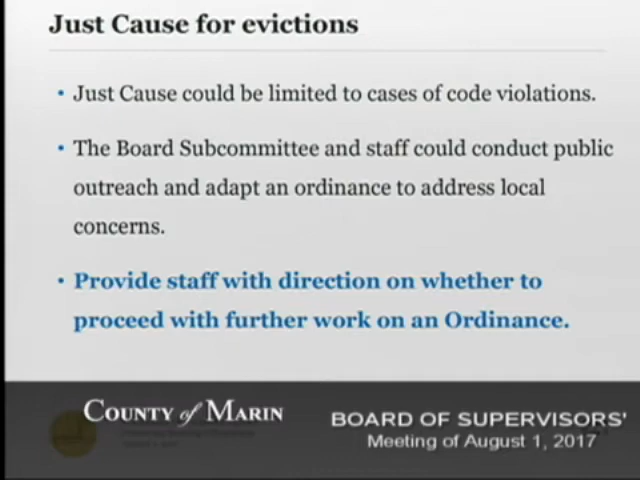 Just Cause for evictions
• Just Cause could be limited to cases of code violations.
• The Board Subcommittee and staff could conduct public
outreach and adapt an ordinance to address local
concerns.
• Provide staff with direction on whether to
proceed with further work on an Ordinance.
COUNTY of MARIN
BOARD OF SUPERVISORS'
Meeting of August 1, 2017